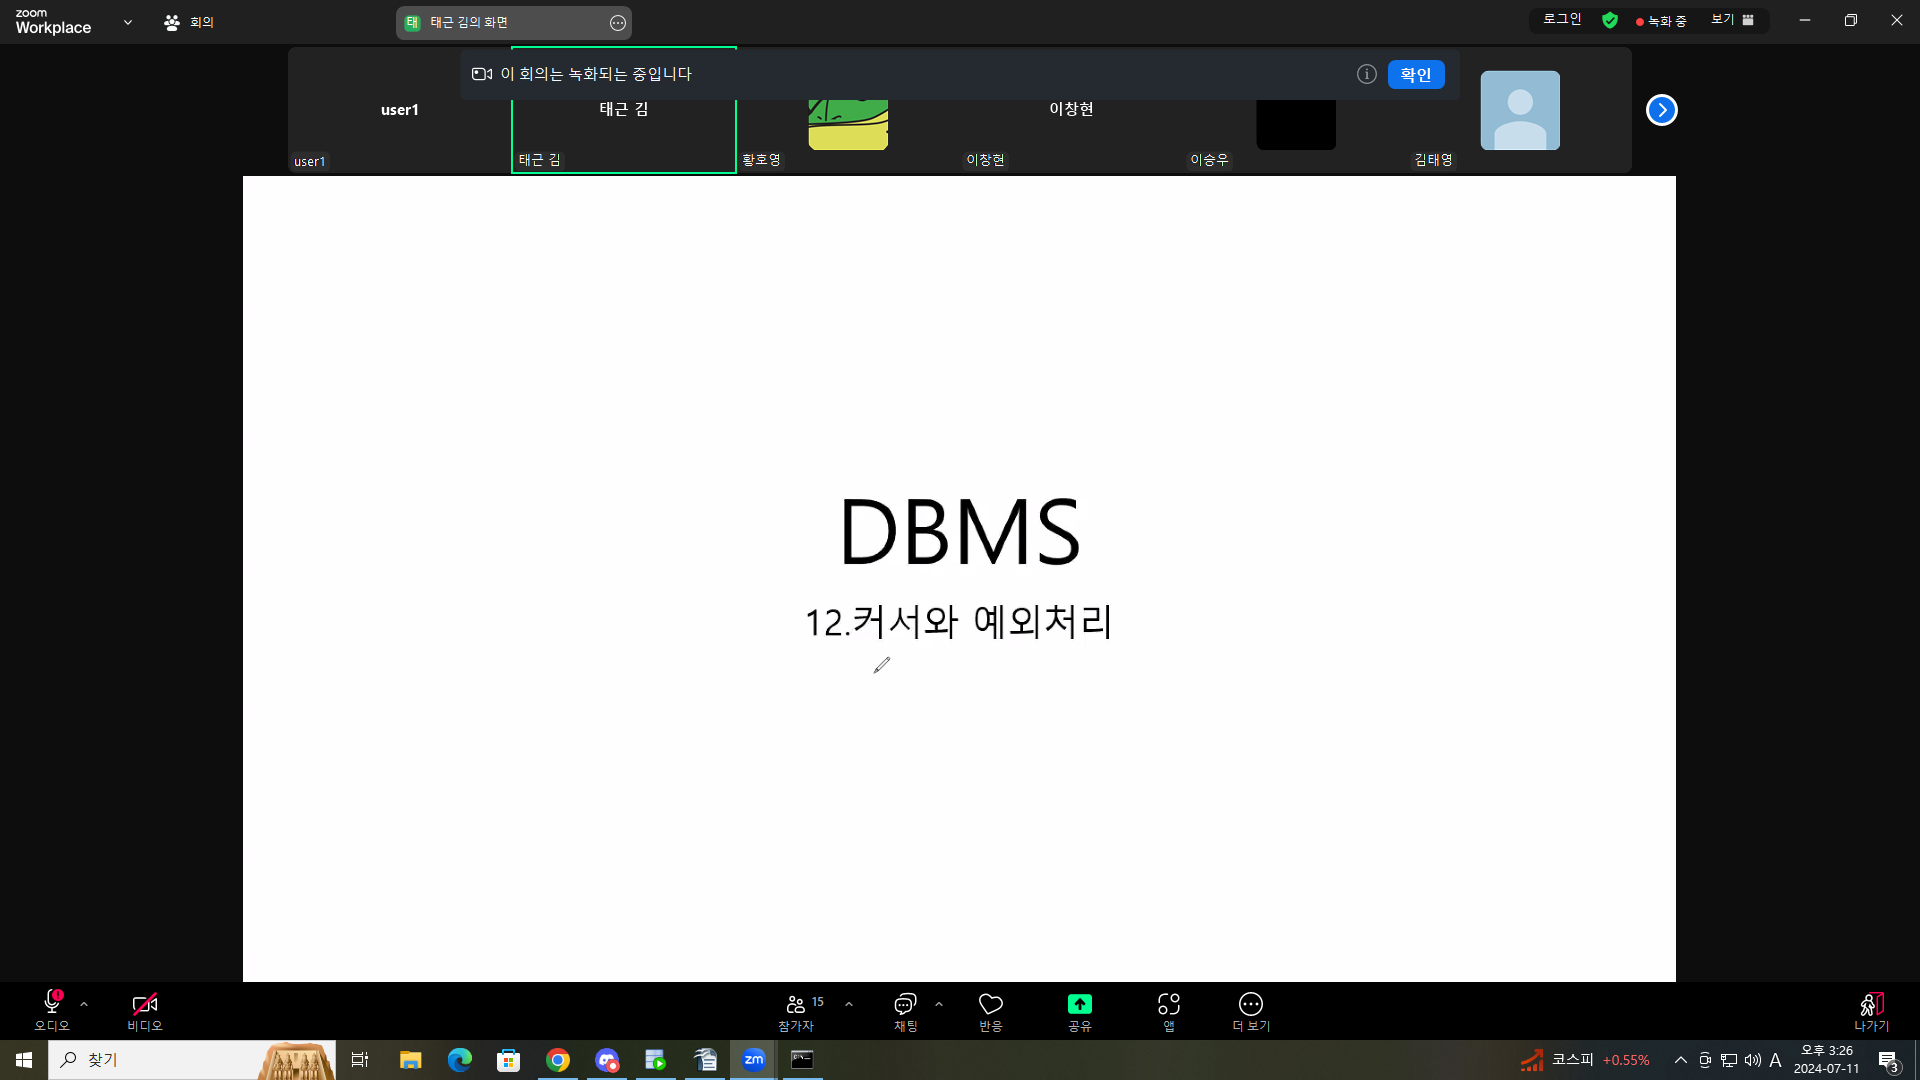 zoom
Workplace
회의
태 태근 김의 화면
로그인
녹화 중
보기
이 회의는 녹화되는 중입니다
확인
user1
태근 김
이창현
user1
태근 김
황호영
이창현
이승우
김태영
DBMS
12.커서와 예외처리
오디오
비디오
15
참가자
채팅
반응
공유
앱
더 보기
나가기
찾기
zm
코스피 +0.55%
A
오후 3:26
2024-07-11
3